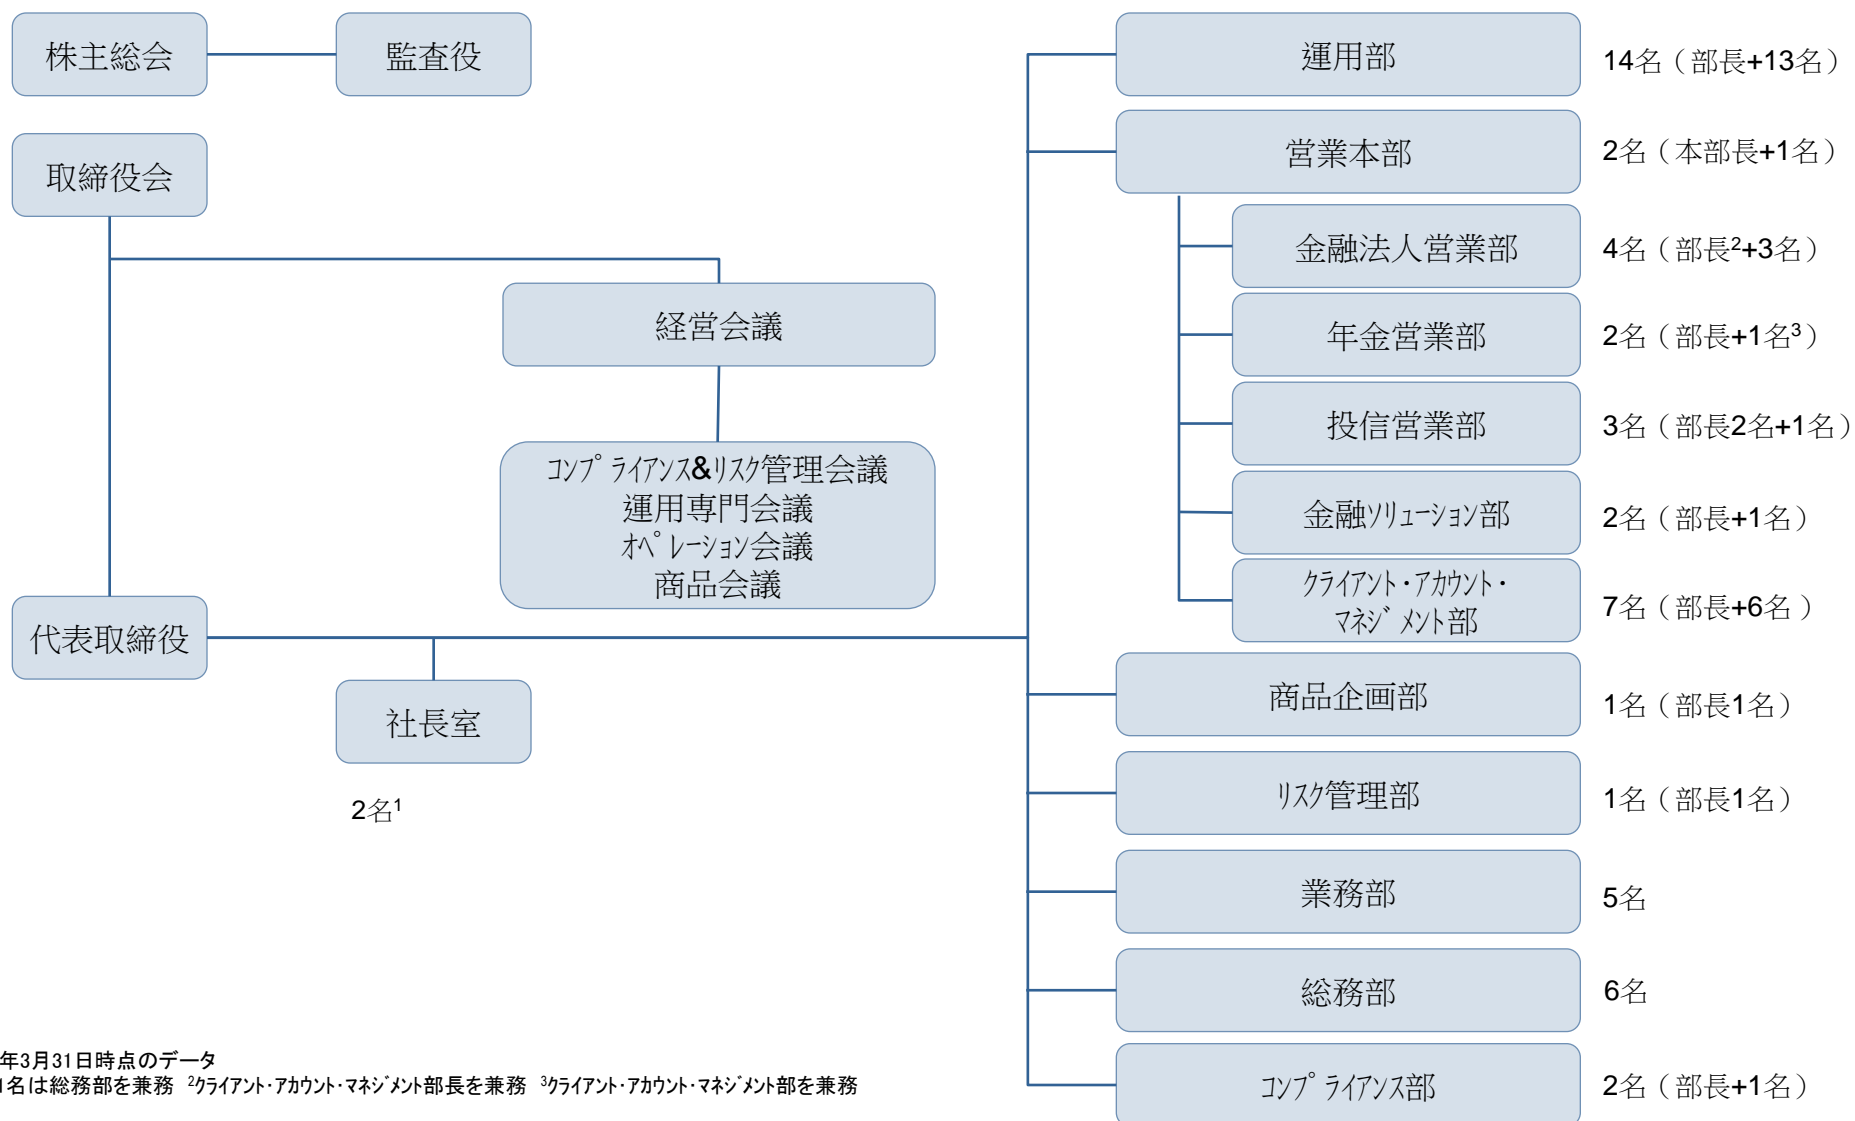 株主総会
監査役
取締役会
経営会議
コンプライアンス&リスク管理会議
運用専門会議
オペレーション会議
商品会議
代表取締役
社長室
2名1
運用部
14名（部長+13名）
営業本部
2名（本部長+1名）
金融法人営業部
4名（部長2+3名）
年金営業部
2名（部長+1名3）
投信営業部
3名（部長2名+1名）
金融ソリューション部
2名（部長+1名）
クライアント・アカウント・
マネジメント部
7名（部長+6名）
商品企画部
1名（部長1名）
リスク管理部
1名（部長1名）
業務部
5名
総務部
6名
コンプライアンス部
2名（部長+1名）
年3月31日時点のデータ
名は総務部を兼務 2クライアント・アカウント・マネジメント部長を兼務 3クライアント・アカウント・マネジメント部を兼務